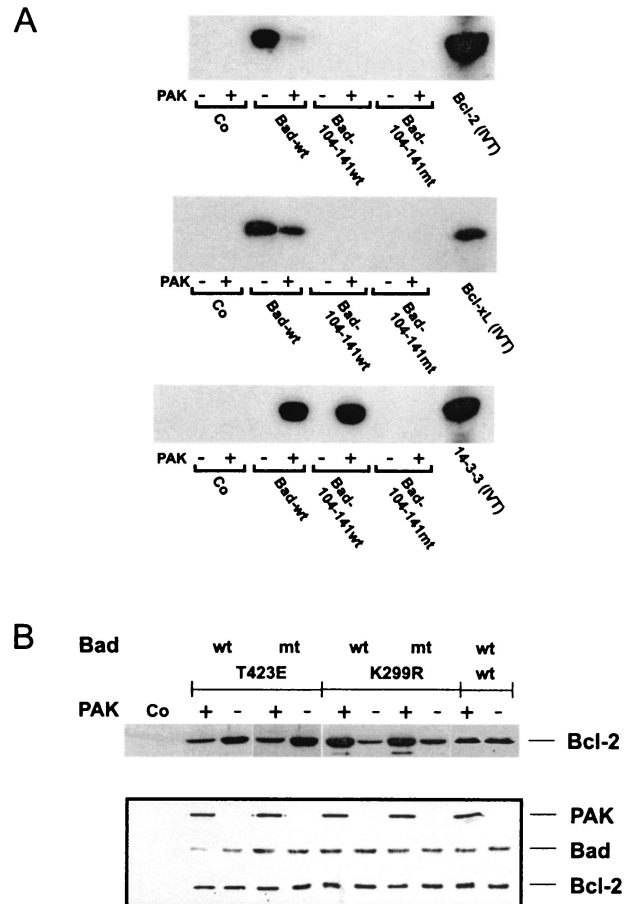 A
PAK - + - + - + - +
Co Bad-wt Bad-104-141wt Bad-104-141mt Bcl-2 (IVT)
PAK - + - + - + - +
Co Bad-wt Bad-104-141wt Bad-104-141mt Bcl-xL (IVT)
PAK - + - + - + - +
Co Bad-wt Bad-104-141wt Bad-104-141mt 14-3-3 (IVT)
B
Bad wt mt wt mt wt
T423E K299R wt
PAK Co + - + - + - + - + -
Bcl-2
PAK
Bad
Bcl-2